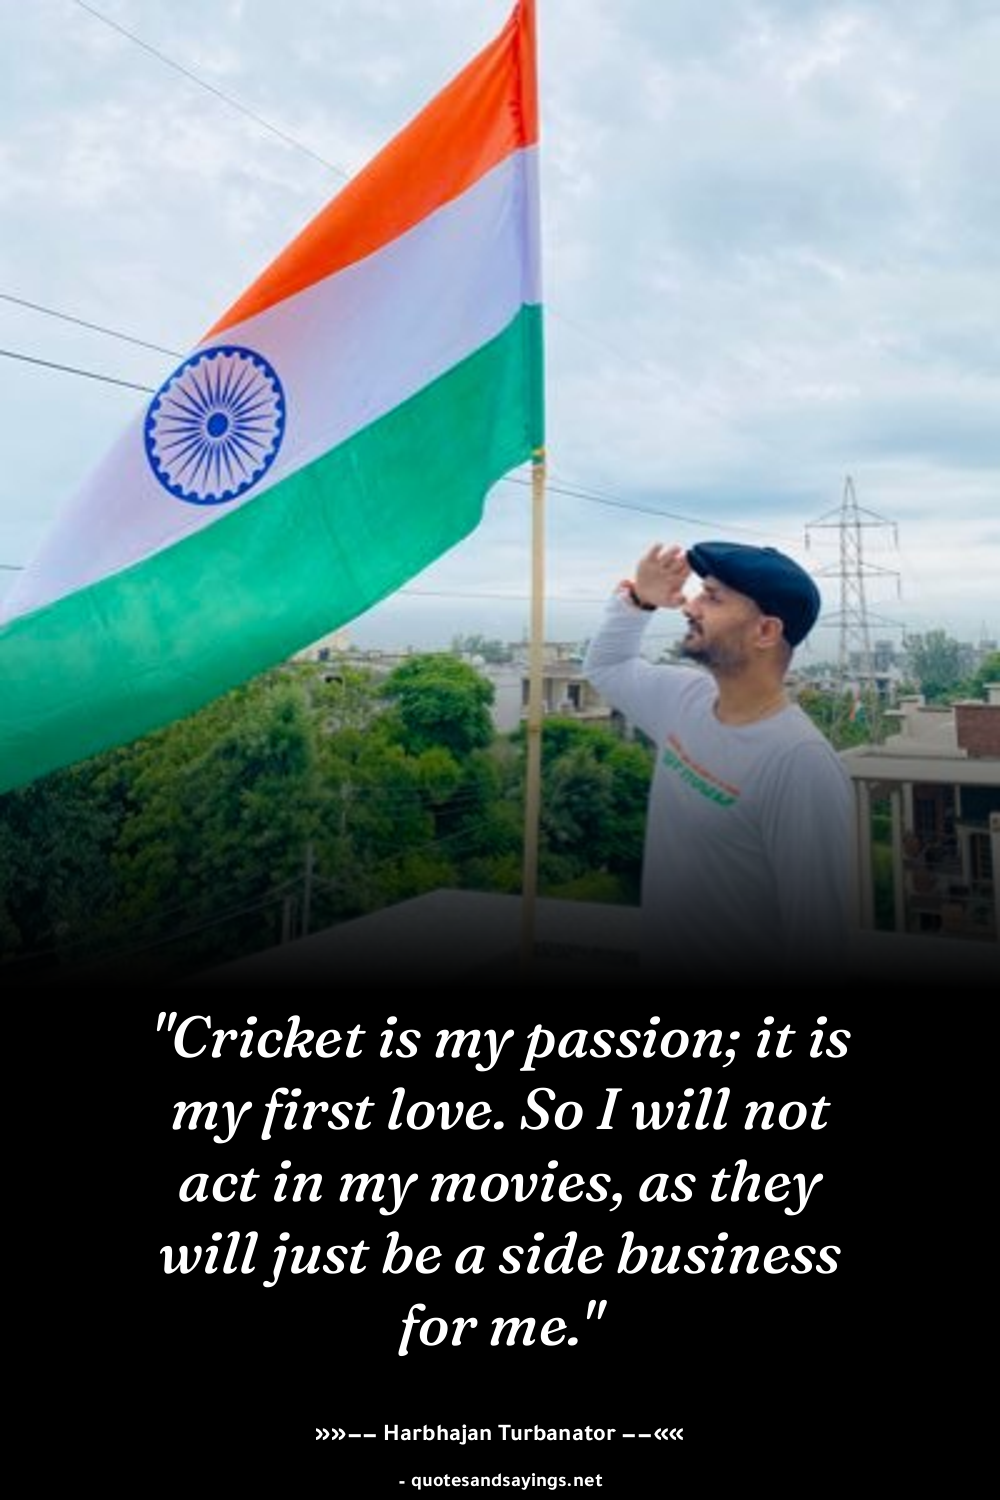 "Cricket is my passion; it is
my first love. So I will not
act in my movies, as they
will just be a side business
for me."
»»−− Harbhajan Turbanator −−««
- quotesandsayings.net